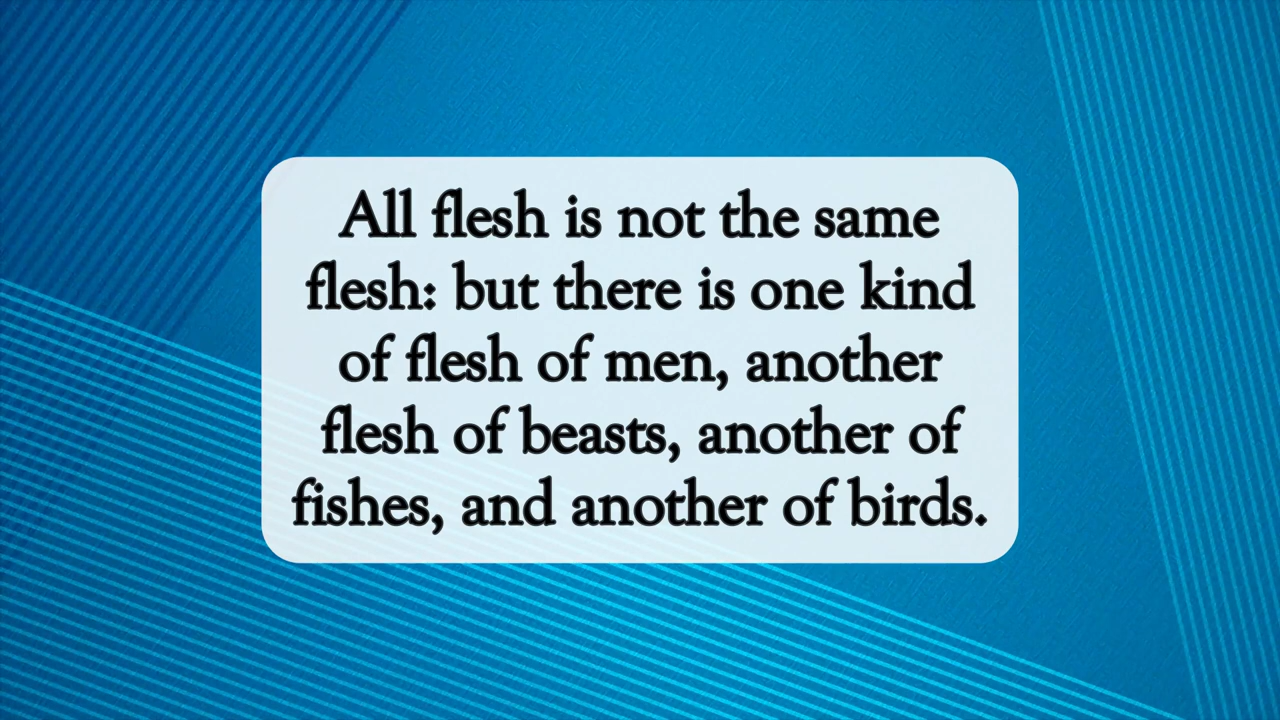 All flesh is not the same
flesh: but there is one kind
of flesh of men, another
flesh of beasts, another of
fishes, and another of birds.